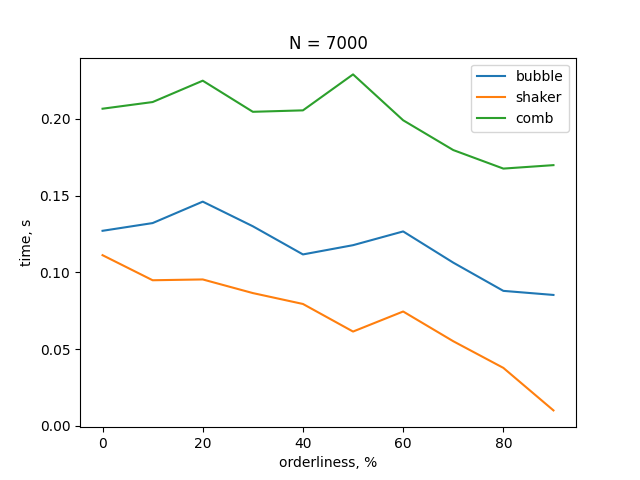 N = 7000
bubble
shaker
comb
time, s
0.20
0.15
0.10
0.05
0.00
0 20 40 60 80
orderliness, %